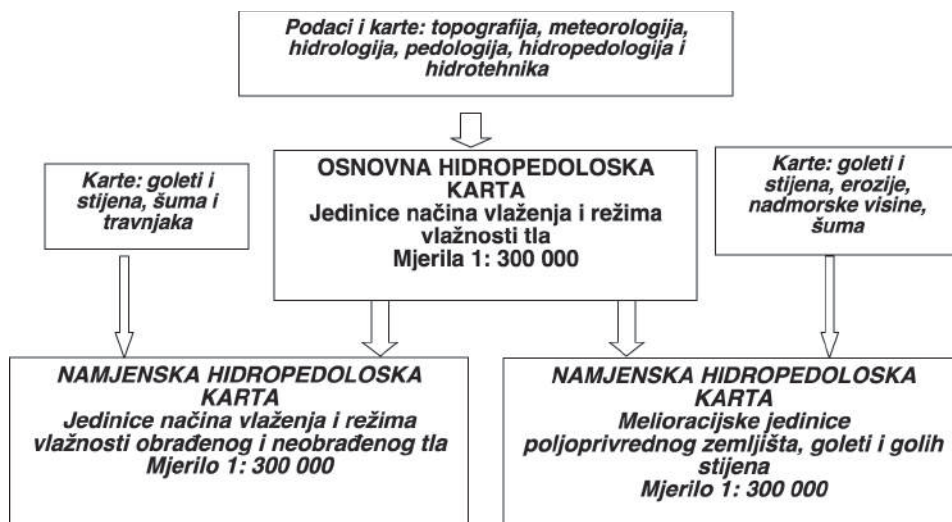 Podaci i karte: topografija, meteorologija,
hidrologija, pedologija, hidropedologija i
hidrotehnika
Karte: goleti i
stijena, šuma i
travnjaka
OSNOVNA HIDROPEDOLOSKA
KARTA
Jedinice načina vlaženja i režima
vlažnosti tla
Mjerila 1: 300 000
Karte: goleti i
stijena, erozije,
nadmorske visine,
šuma
NAMJENSKA HIDROPEDOLOSKA
KARTA
Jedinice načina vlaženja i režima
vlažnosti obrađenog i neobrađenog tla
Mjerilo 1: 300 000
NAMJENSKA HIDROPEDOLOSKA
KARTA
Melioracijske jedinice
poljoprivrednog zemljišta, goleti i golih
stijena
Mjerilo 1: 300 000